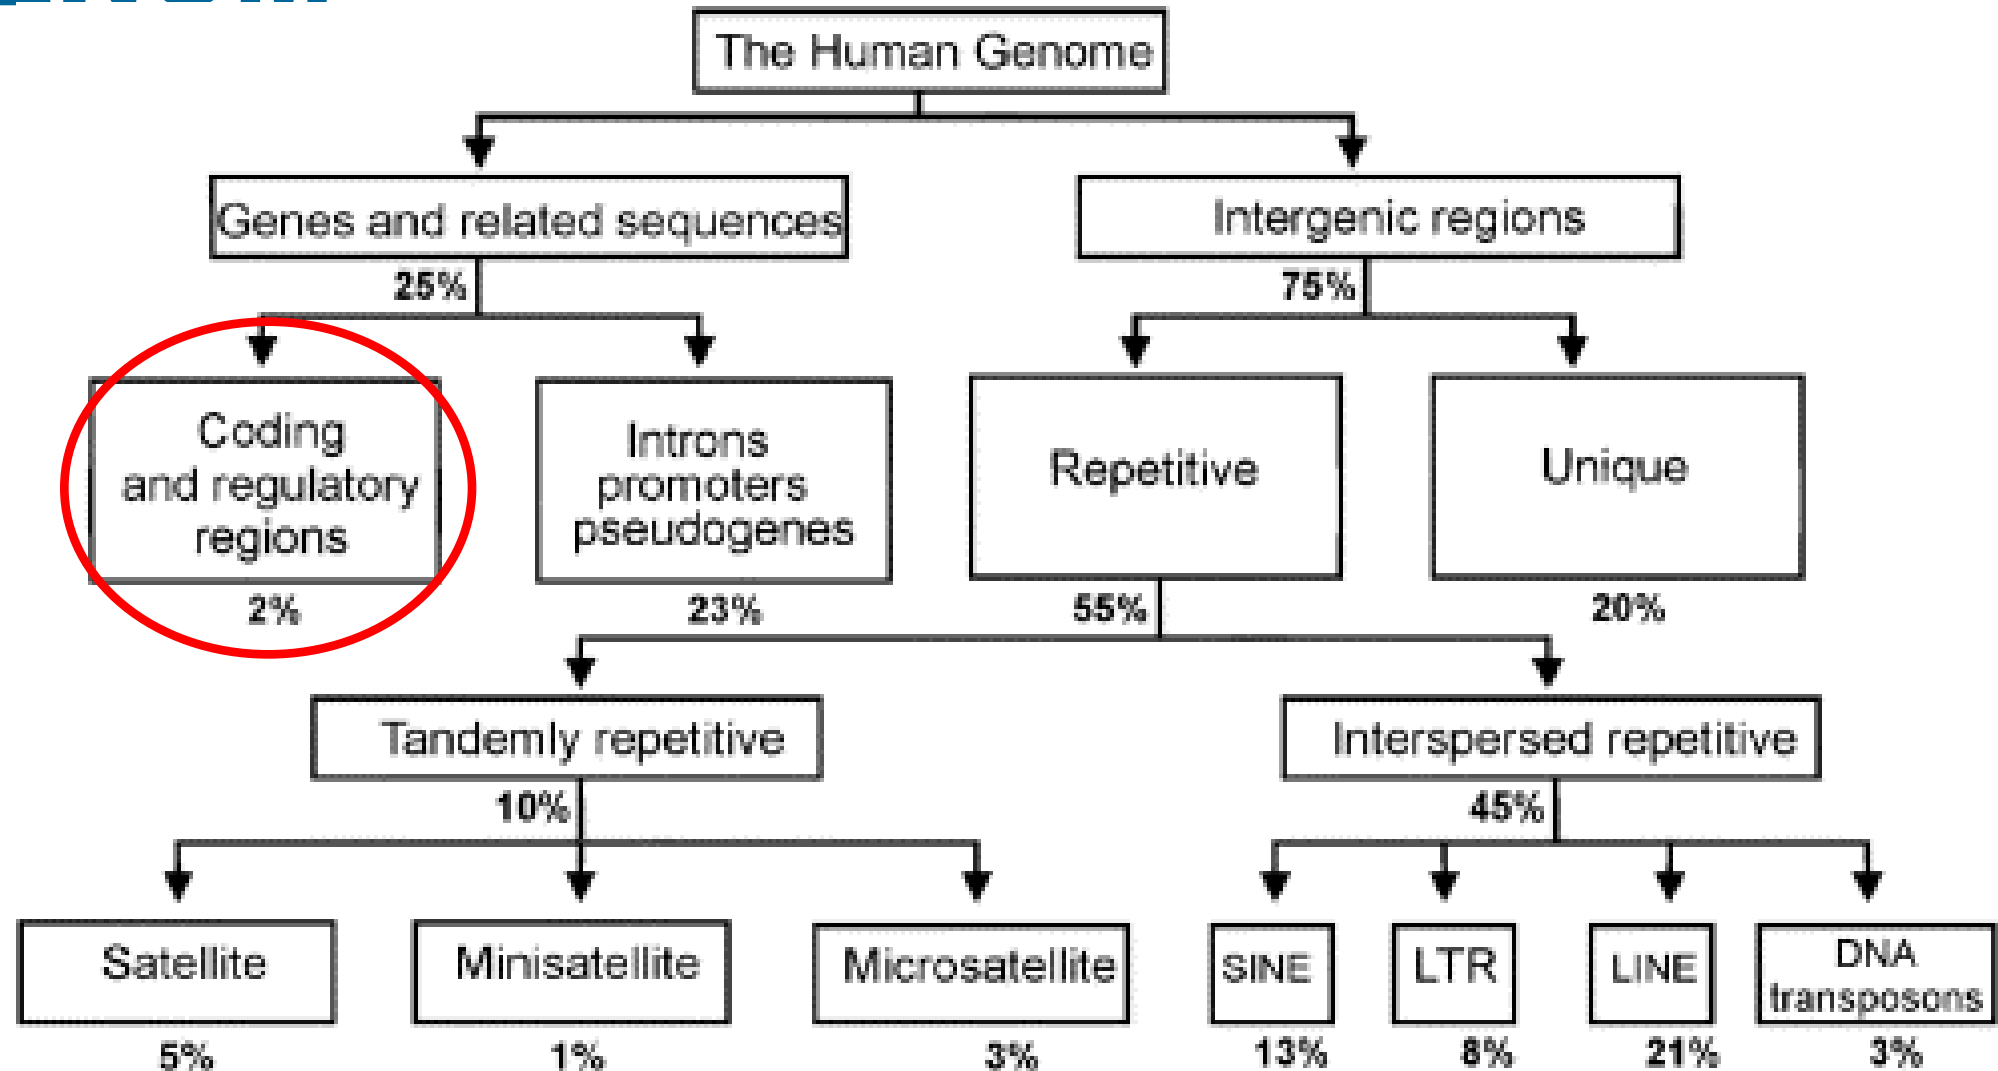 The Human Genome
Genes and related sequences
Intergenic regions
25%
75%
Coding
and regulatory
regions
Introns
promoters
pseudogenes
Repetitive
Unique
2%
23%
55%
20%
Tandemly repetitive
Interspersed repetitive
10%
45%
Satellite
Minisatellite
Microsatellite
SINE
LTR
LINE
DNA
transposons
5%
1%
3%
13%
8%
21%
3%